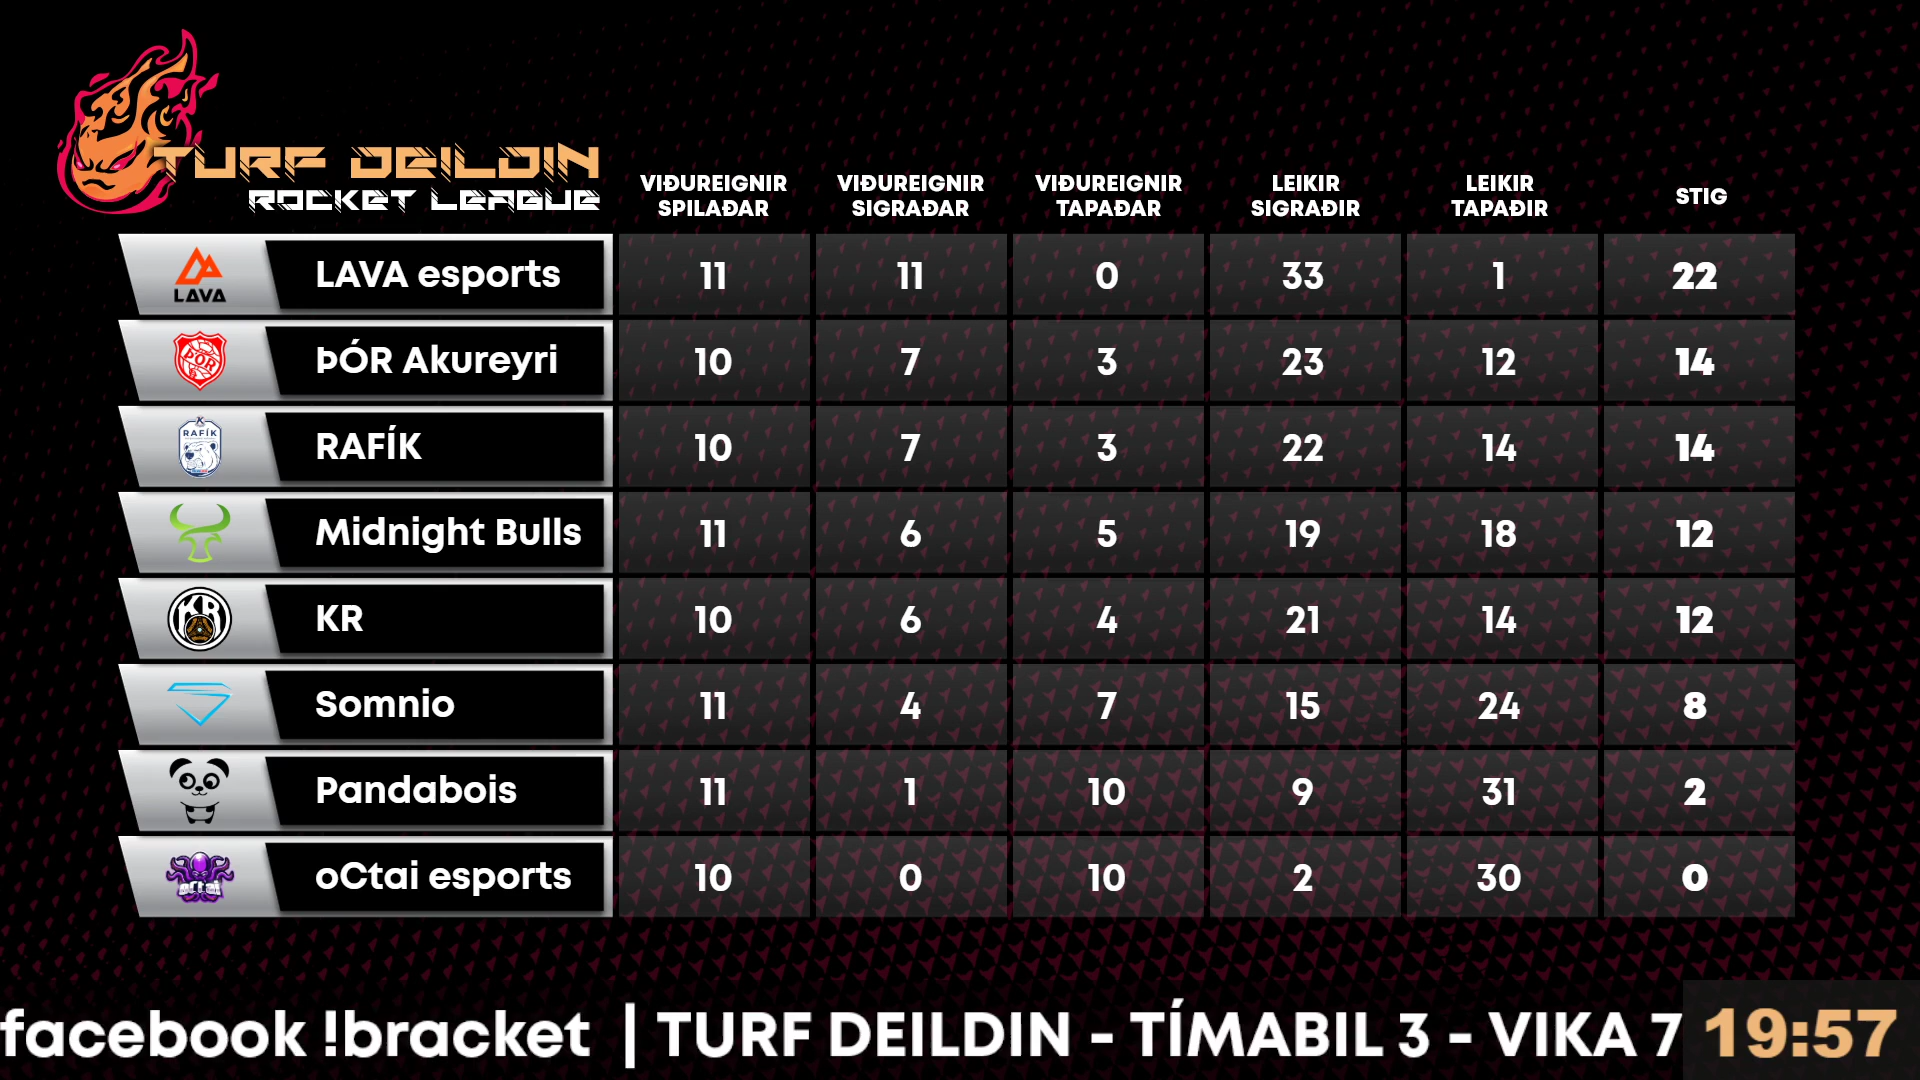 TURF DEILDIN
ROCKET LEAGUE
VIÐUREIGNIR SPILAÐAR
VIÐUREIGNIR SIGRAÐAR
VIÐUREIGNIR TAPAÐAR
LEIKIR SIGRAÐIR
LEIKIR TAPAÐIR
STIG
LAVA LAVA esports 11 11 0 33 1 22
ÞÓR ÞÓR Akureyri 10 7 3 23 12 14
RAFÍK RAFÍK 10 7 3 22 14 14
Midnight Bulls 11 6 5 19 18 12
KR KR 10 6 4 21 14 12
Somnio 11 4 7 15 24 8
Pandabois 11 1 10 9 31 2
oCtai oCtai esports 10 0 10 2 30 0
facebook !bracket | TURF DEILDIN - TÍMABIL 3 - VIKA 7 19:57